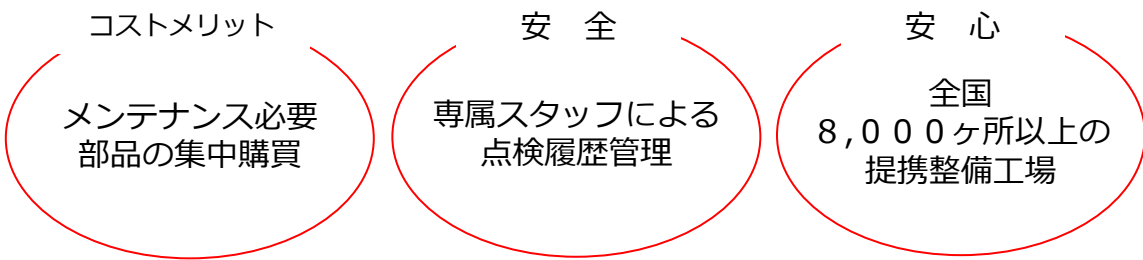 コストメリット
メンテナンス必要
部品の集中購買
安　全
専属スタッフによる
点検履歴管理
安　心
全国
８,０００ヶ所以上の
提携整備工場